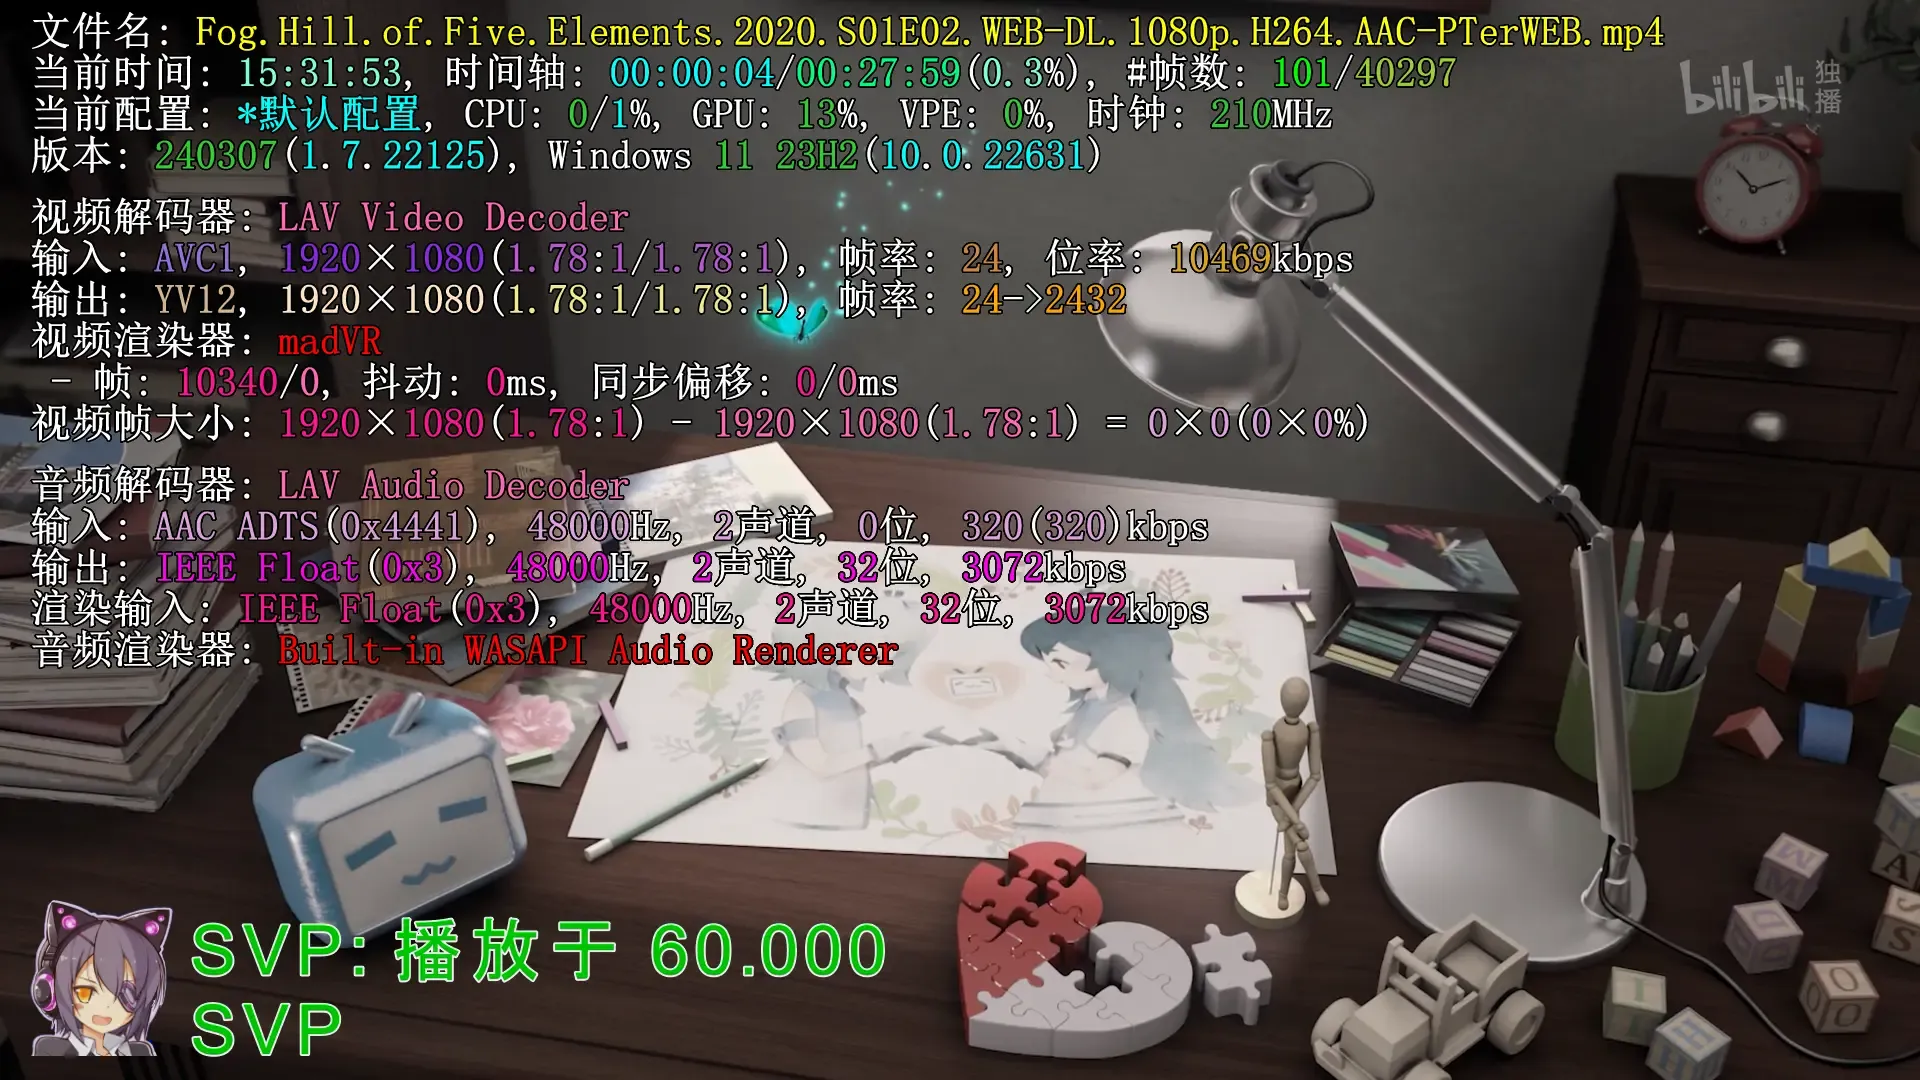 文件名: Fog.Hill.of.Five.Elements.2020.S01E02.WEB-DL.1080p.H264.AAC-PTerWEB.mp4
当前时间: 15:31:53, 时间轴: 00:00:04/00:27:59(0.3%), #帧数: 101/40297
当前配置: *默认配置, CPU: 0/1%, GPU: 13%, VPE: 0%, 时钟: 210MHz
版本: 240307(1.7.22125), Windows 11 23H2(10.0.22631)
bilibili 独播
视频解码器: LAV Video Decoder
输入: AVC1, 1920×1080(1.78:1/1.78:1), 帧率: 24, 位率: 10469kbps
输出: YV12, 1920×1080(1.78:1/1.78:1), 帧率: 24->2432
视频渲染器: madVR
- 帧: 10340/0, 抖动: 0ms, 同步偏移: 0/0ms
视频帧大小: 1920×1080(1.78:1) - 1920×1080(1.78:1) = 0×0(0×0%)
音频解码器: LAV Audio Decoder
输入: AAC ADTS(0x4441), 48000Hz, 2声道, 0位, 320(320)kbps
输出: IEEE Float(0x3), 48000Hz, 2声道, 32位, 3072kbps
渲染输入: IEEE Float(0x3), 48000Hz, 2声道, 32位, 3072kbps
音频渲染器: Built-in WASAPI Audio Renderer
SVP: 播放于 60.000
SVP